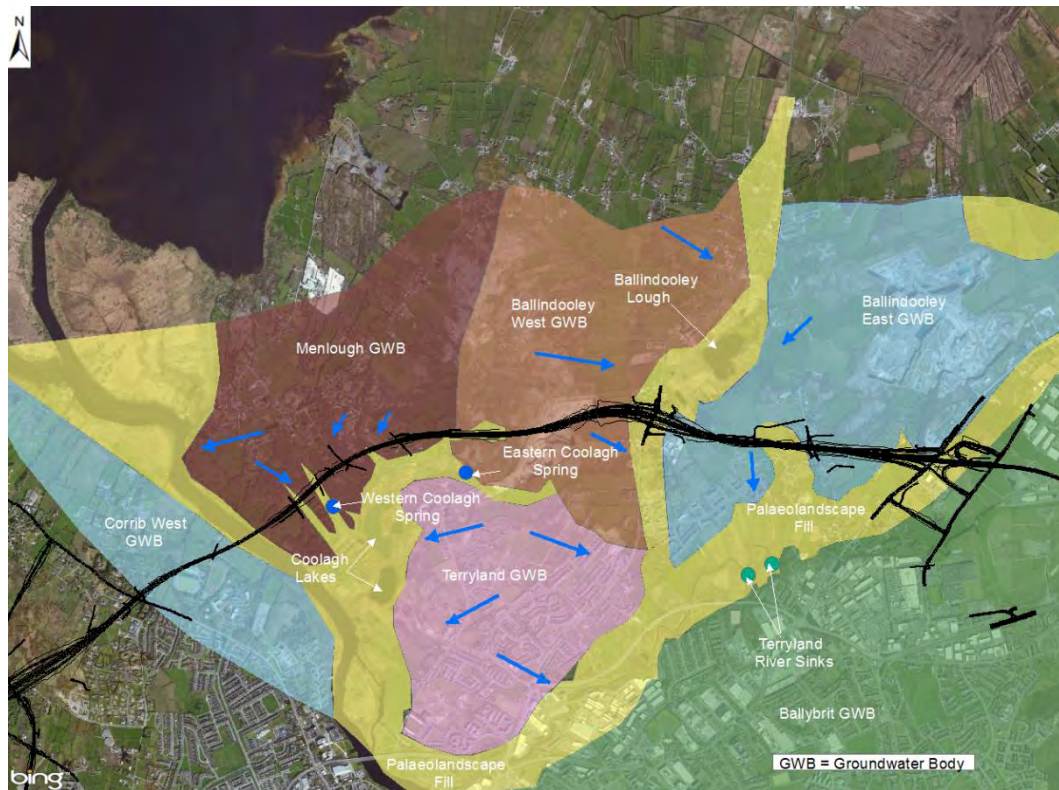 N
Ballindooley
Lough
Ballindooley
West GWB
Ballindooley
East GWB
Menlough GWB
Eastern Coolagh
Spring
Western Coolagh
Spring
Corrib West
GWB
Palaeolandscape
Fill
Coolagh
Lakes
Terryland GWB
Terryland
River Sinks
Ballybrit GWB
Palaeolandscape
Fill
GWB = Groundwater Body
bing